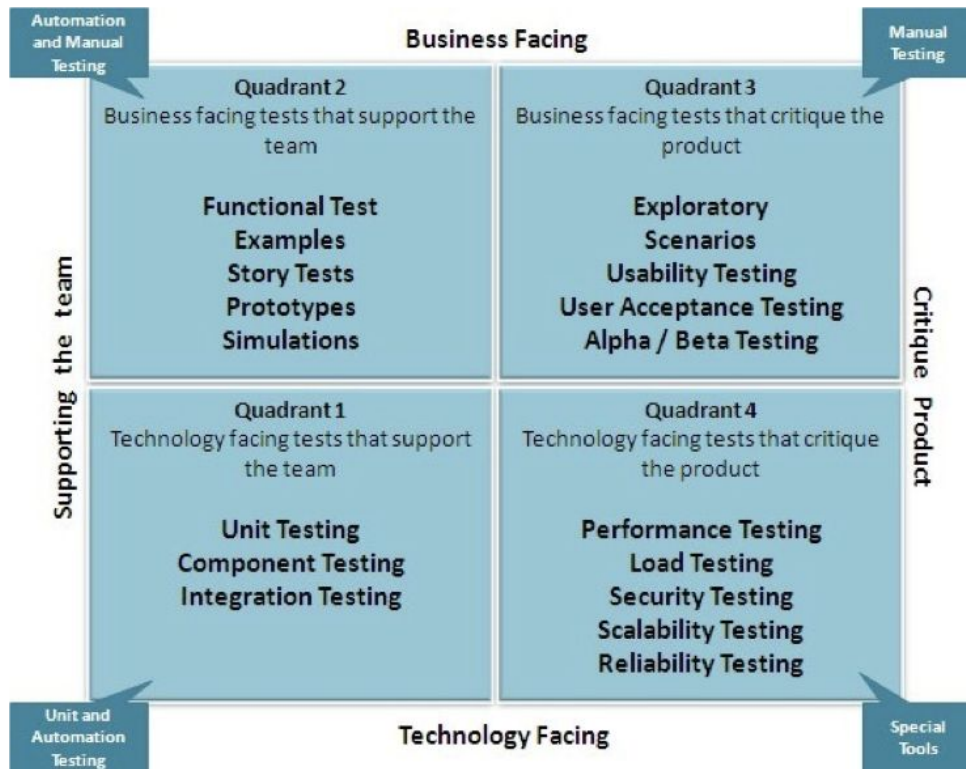 Automation
and Manual
Testing
Business Facing
Manual
Testing
Quadrant 2
Business facing tests that support the
team
Functional Test
Examples
Story Tests
Prototypes
Simulations
Quadrant 3
Business facing tests that critique the
product
Exploratory
Scenarios
Usability Testing
User Acceptance Testing
Alpha / Beta Testing
Supporting the team
Critique Product
Quadrant 1
Technology facing tests that support
the team
Unit Testing
Component Testing
Integration Testing
Quadrant 4
Technology facing tests that critique
the product
Performance Testing
Load Testing
Security Testing
Scalability Testing
Reliability Testing
Unit and
Automation
Testing
Technology Facing
Special
Tools